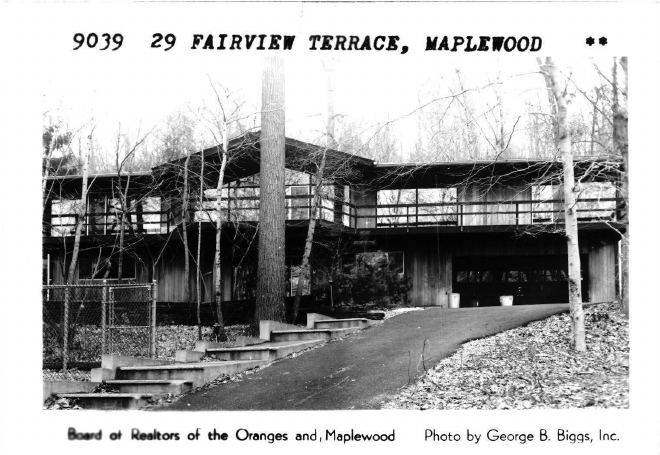 9039 29 FAIRVIEW TERRACE, MAPLEWOOD **
Board of Realtors of the Oranges and, Maplewood Photo by George B. Biggs, Inc.